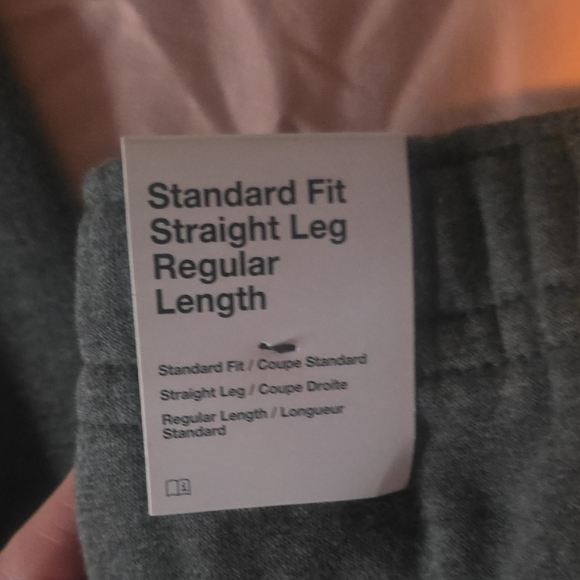 Standard Fit
Straight Leg
Regular
Length
Standard Fit / Coupe Standard
Straight Leg / Coupe Droite
Regular Length / Longueur
Standard